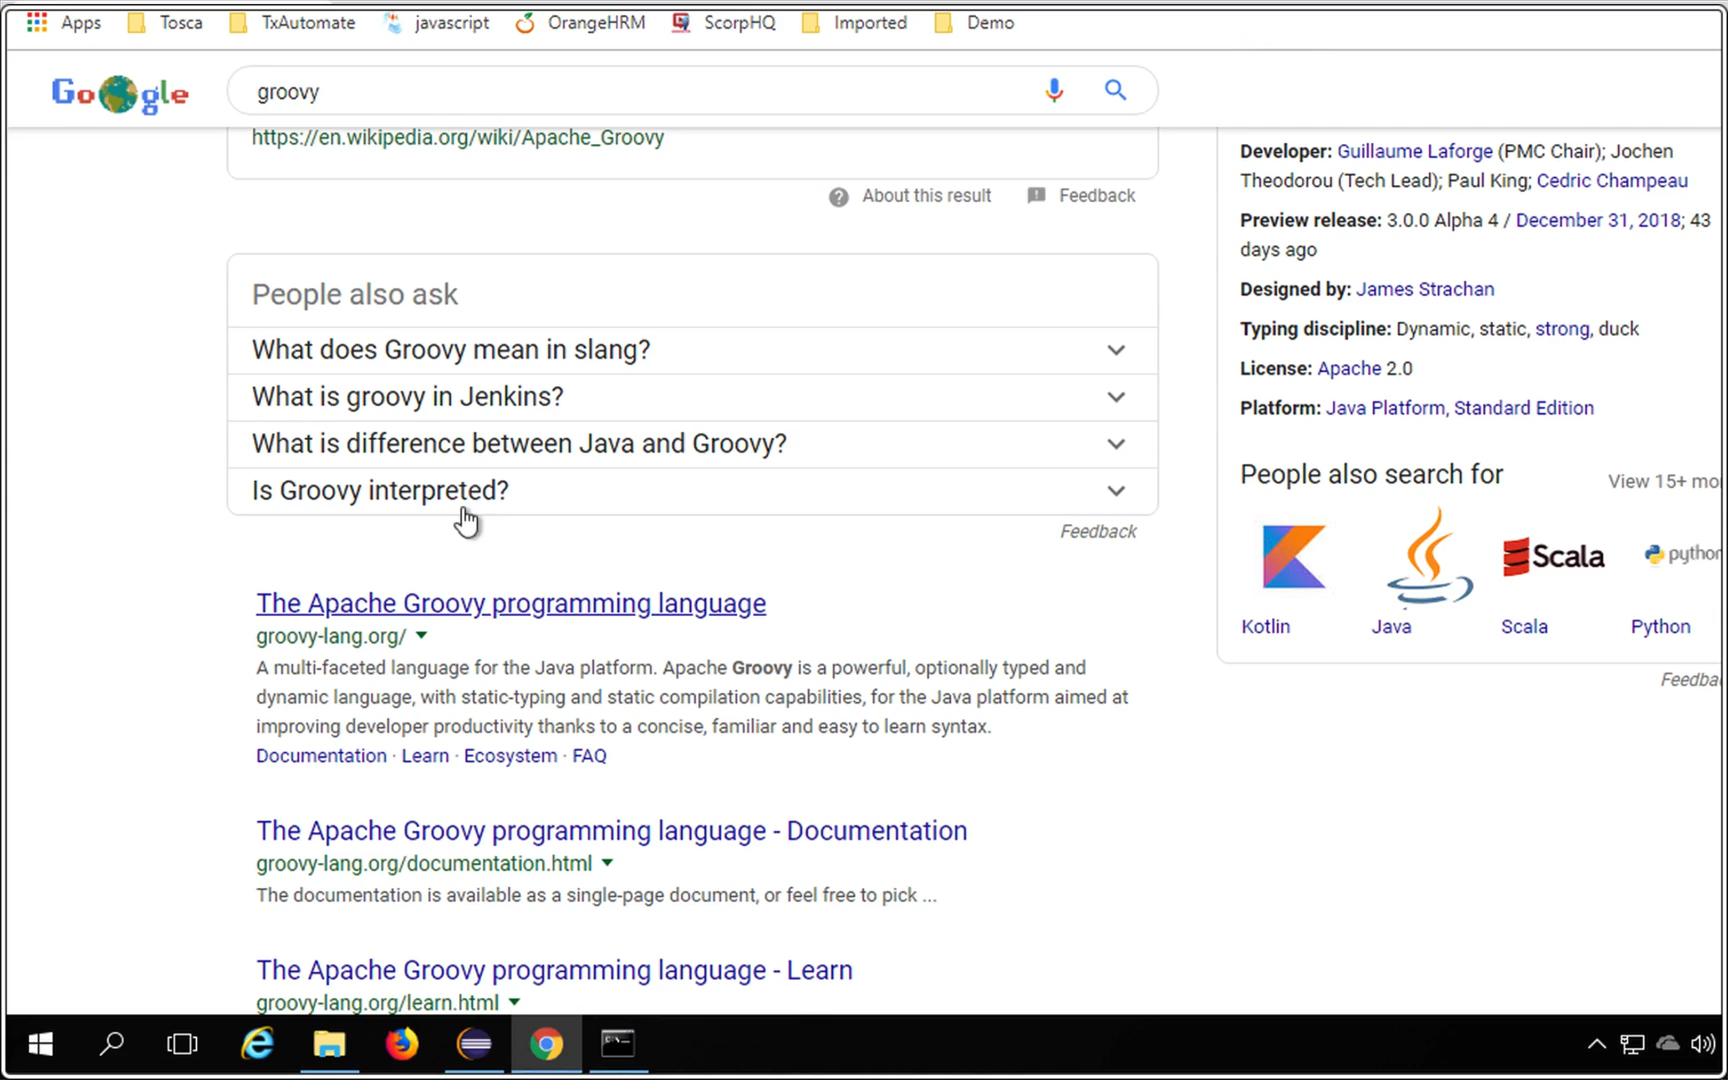 Apps Tosca TxAutomate javascript OrangeHRM ScorpHQ Imported Demo
Google
groovy
https://en.wikipedia.org/wiki/Apache_Groovy
About this result Feedback
People also ask
What does Groovy mean in slang?
What is groovy in Jenkins?
What is difference between Java and Groovy?
Is Groovy interpreted?
Feedback
The Apache Groovy programming language
groovy-lang.org/
A multi-faceted language for the Java platform. Apache Groovy is a powerful, optionally typed and
dynamic language, with static-typing and static compilation capabilities, for the Java platform aimed at
improving developer productivity thanks to a concise, familiar and easy to learn syntax.
Documentation · Learn · Ecosystem · FAQ
The Apache Groovy programming language - Documentation
groovy-lang.org/documentation.html
The documentation is available as a single-page document, or feel free to pick ...
The Apache Groovy programming language - Learn
groovy-lang.org/learn.html
Developer: Guillaume Laforge (PMC Chair); Jochen
Theodorou (Tech Lead); Paul King; Cedric Champeau
Preview release: 3.0.0 Alpha 4 / December 31, 2018; 43
days ago
Designed by: James Strachan
Typing discipline: Dynamic, static, strong, duck
License: Apache 2.0
Platform: Java Platform, Standard Edition
People also search for
View 15+ mo
Scala
python
Kotlin Java Scala Python
Feedba